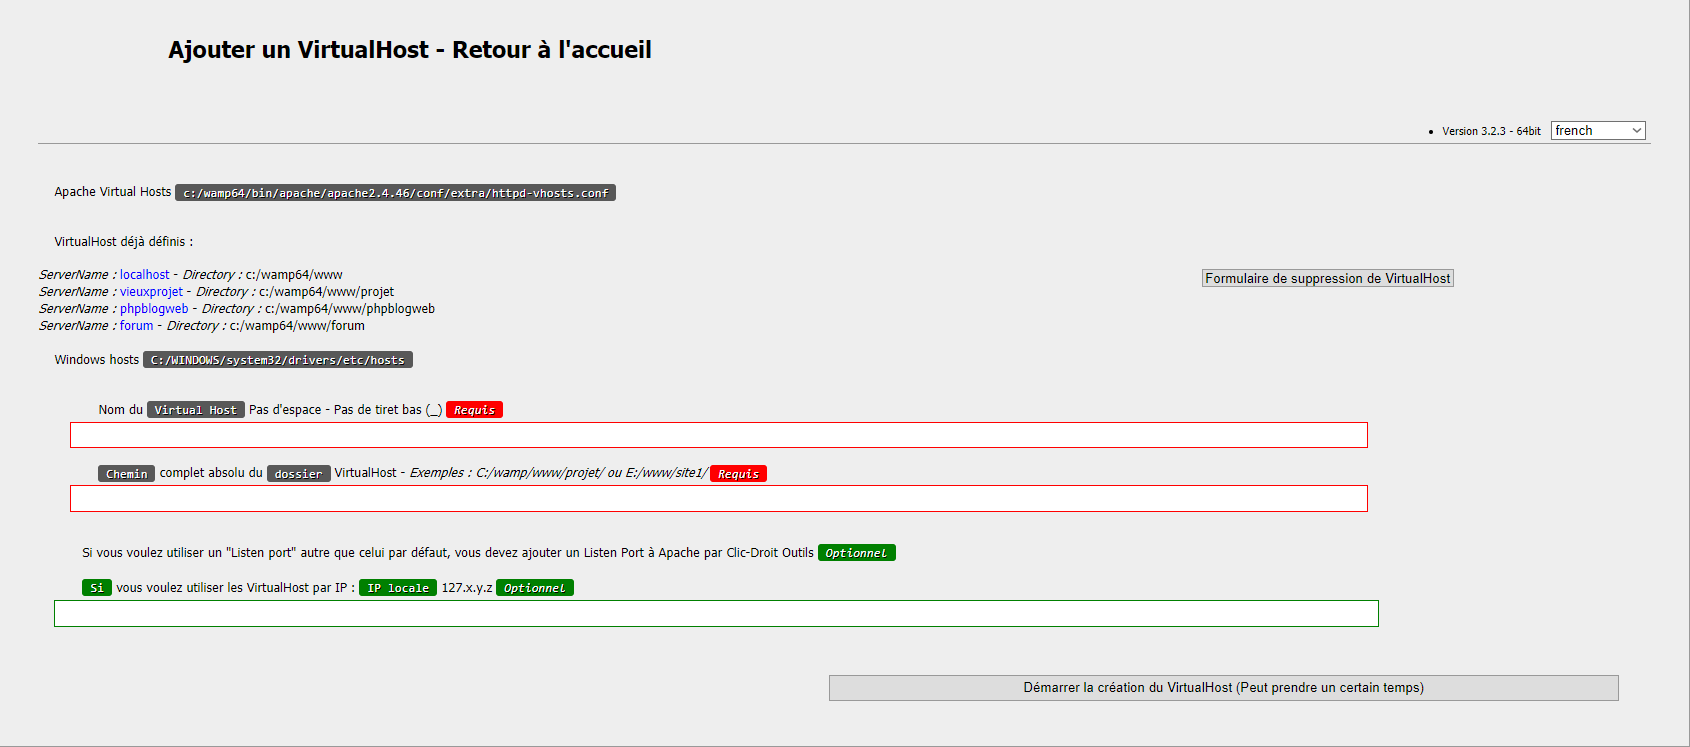 Ajouter un VirtualHost - Retour à l'accueil
Version 3.2.3 - 64bit french
Apache Virtual Hosts c:/wamp64/bin/apache/apache2.4.46/conf/extra/httpd-vhosts.conf
VirtualHost déjà définis :
ServerName : localhost - Directory : c:/wamp64/www
Formulaire de suppression de VirtualHost
ServerName : vieuxprojet - Directory : c:/wamp64/www/projet
ServerName : phpblogweb - Directory : c:/wamp64/www/phpblogweb
ServerName : forum - Directory : c:/wamp64/www/forum
Windows hosts C:/WINDOWS/system32/drivers/etc/hosts
Nom du Virtual Host Pas d'espace - Pas de tiret bas (_) Requis
Chemin complet absolu du dossier VirtualHost - Exemples : C:/wamp/www/projet/ ou E:/www/site1/ Requis
Si vous voulez utiliser un "Listen port" autre que celui par défaut, vous devez ajouter un Listen Port à Apache par Clic-Droit Outils Optionnel
Si vous voulez utiliser les VirtualHost par IP : IP locale 127.x.y.z Optionnel
Démarrer la création du VirtualHost (Peut prendre un certain temps)